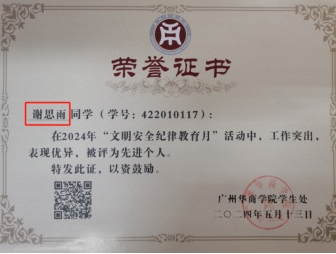 荣誉证书
谢思雨同学（学号：422010117）：
在2024年“文明安全纪律教育月”活动中，工作突出，
表现优异，被评为先进个人。
特发此证，以资鼓励。
广州华商学院学生处
二〇二四年五月十三日